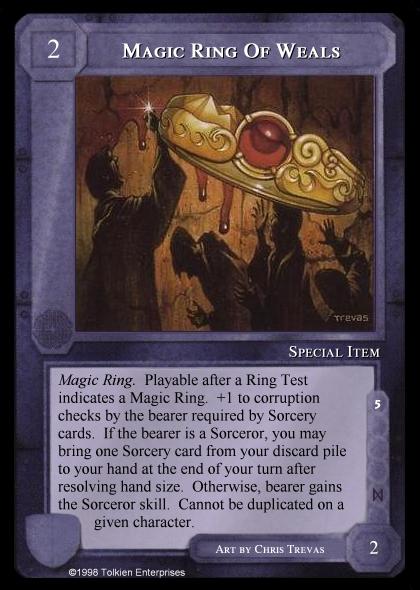 2
MAGIC RING OF WEALS
TREVAS
SPECIAL ITEM
Magic Ring. Playable after a Ring Test
indicates a Magic Ring. +1 to corruption
checks by the bearer required by Sorcery
cards. If the bearer is a Sorcerer, you may
bring one Sorcery card from your discard pile
to your hand at the end of your turn after
resolving hand size. Otherwise, bearer gains
the Sorcerer skill. Cannot be duplicated on a
given character.
5
ART BY CHRIS TREVAS
2
©1998 Tolkien Enterprises